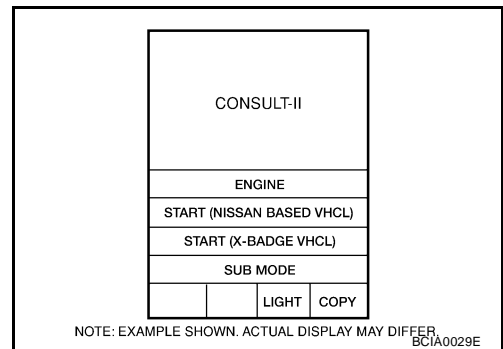 CONSULT-II
ENGINE
START (NISSAN BASED VHCL)
START (X-BADGE VHCL)
SUB MODE
LIGHT COPY
NOTE: EXAMPLE SHOWN. ACTUAL DISPLAY MAY DIFFER.
BCIA0029E